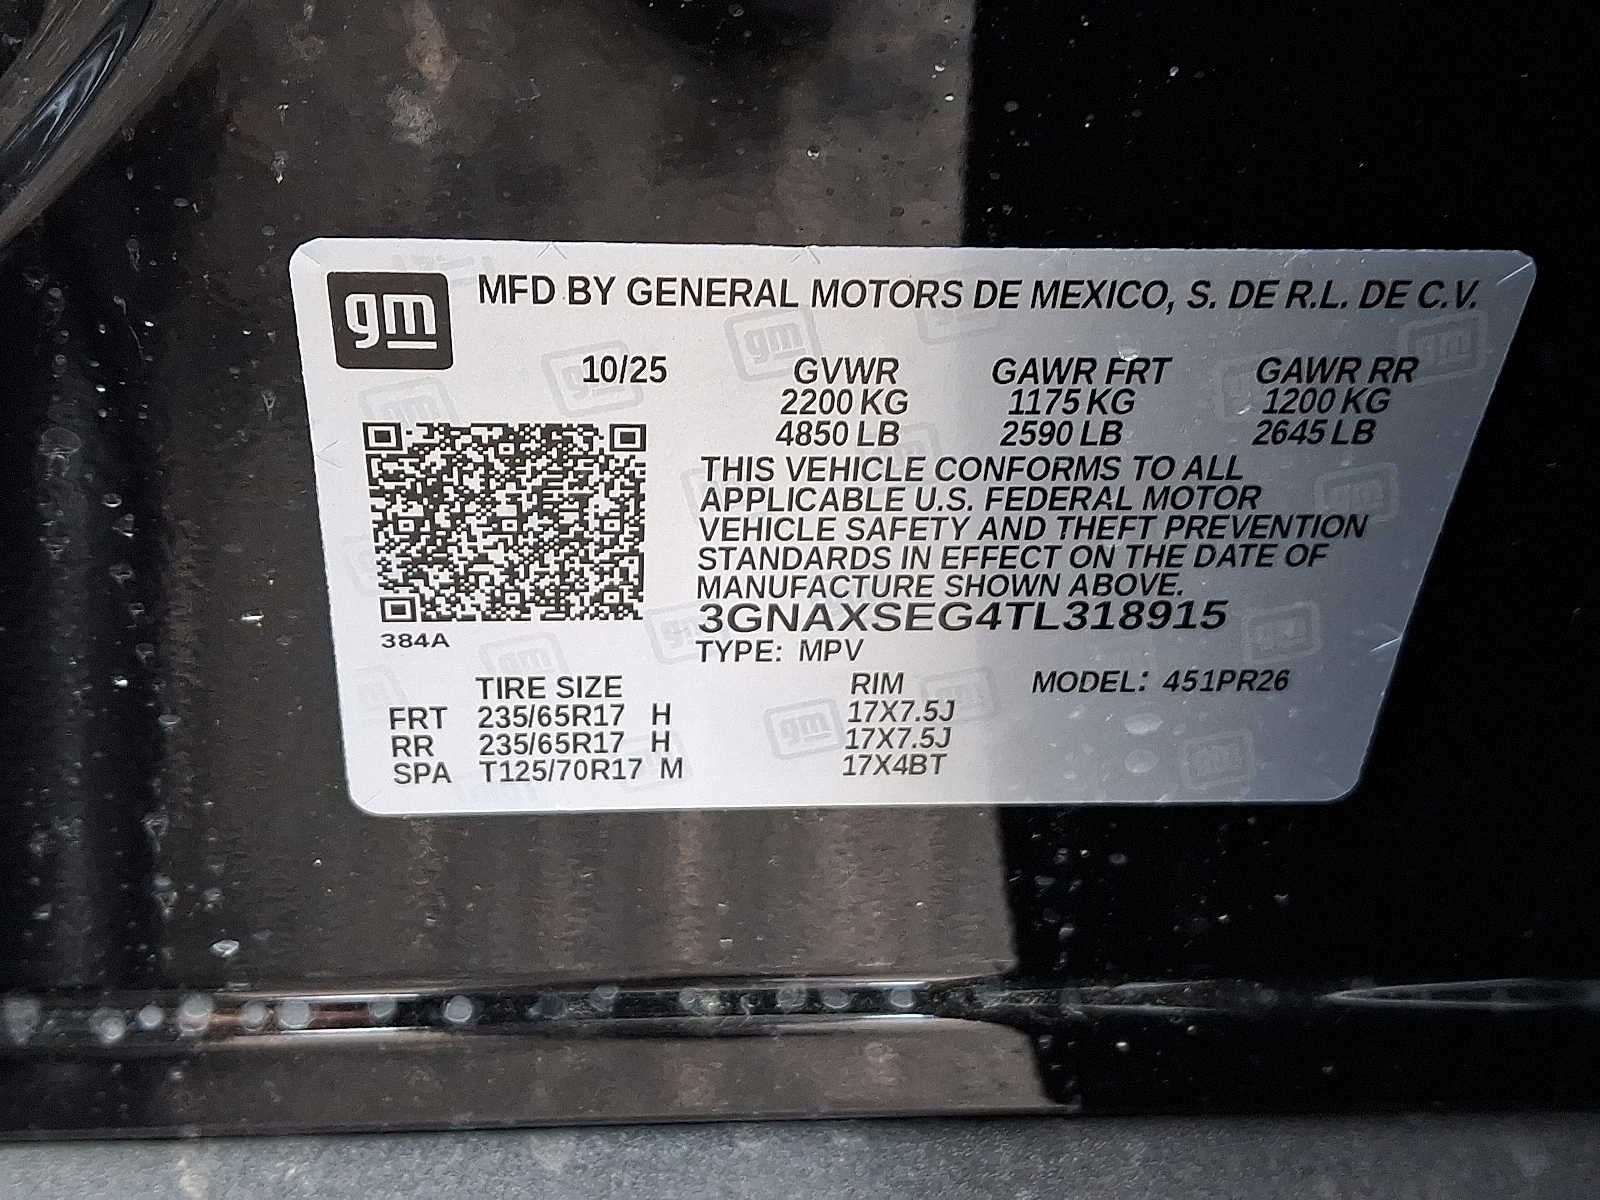 gm
MFD BY GENERAL MOTORS DE MEXICO, S. DE R.L. DE C.V.
10/25 GVWR GAWR FRT GAWR RR
2200 KG 1175 KG 1200 KG
4850 LB 2590 LB 2645 LB
THIS VEHICLE CONFORMS TO ALL
APPLICABLE U.S. FEDERAL MOTOR
VEHICLE SAFETY AND THEFT PREVENTION
STANDARDS IN EFFECT ON THE DATE OF
MANUFACTURE SHOWN ABOVE.
3GNAXSEG4TL318915
384A
TYPE: MPV
TIRE SIZE RIM MODEL: 451PR26
FRT 235/65R17 H 17X7.5J
RR 235/65R17 H 17X7.5J
SPA T125/70R17 M 17X4BT